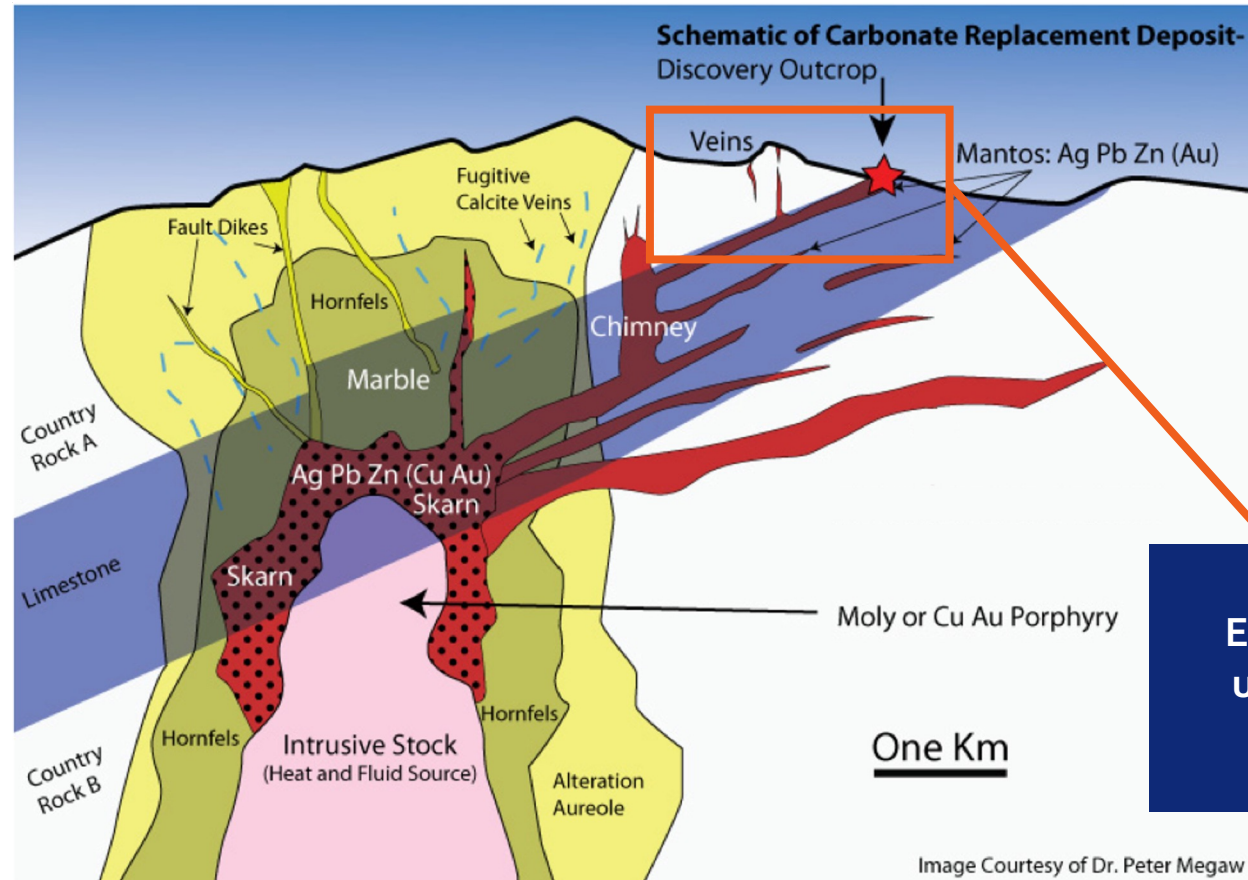 Schematic of Carbonate Replacement Deposit-
Discovery Outcrop
Veins
Mantos: Ag Pb Zn (Au)
Fugitive
Calcite Veins
Fault Dikes
Hornfels
Chimney
Marble
Country
Rock A
Ag Pb Zn (Cu Au)
Skarn
Limestone
Skarn
Moly or Cu Au Porphyry
Hornfels
Hornfels
Intrusive Stock
(Heat and Fluid Source)
One Km
Country
Rock B
Alteration
Aureole
Image Courtesy of Dr. Peter Megaw